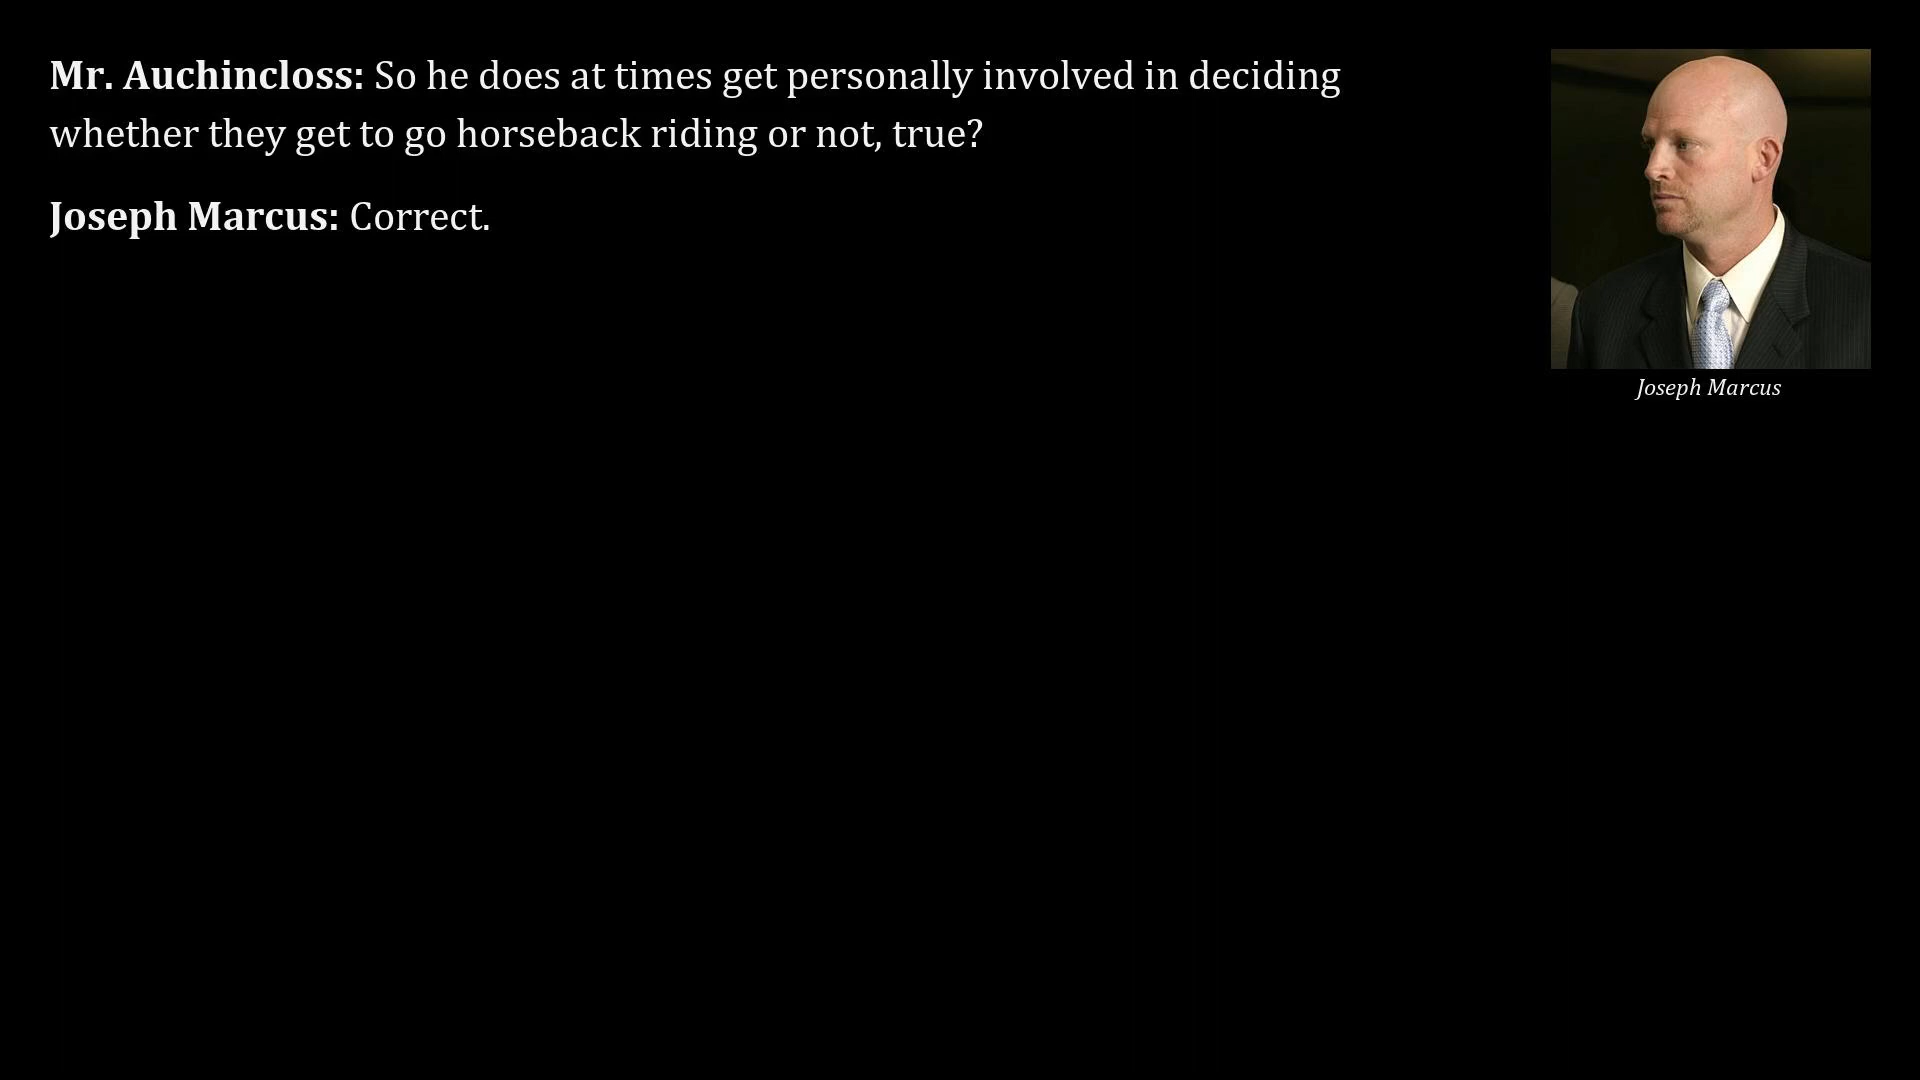 Mr. Auchincloss: So he does at times get personally involved in deciding
whether they get to go horseback riding or not, true?
Joseph Marcus: Correct.
Joseph Marcus